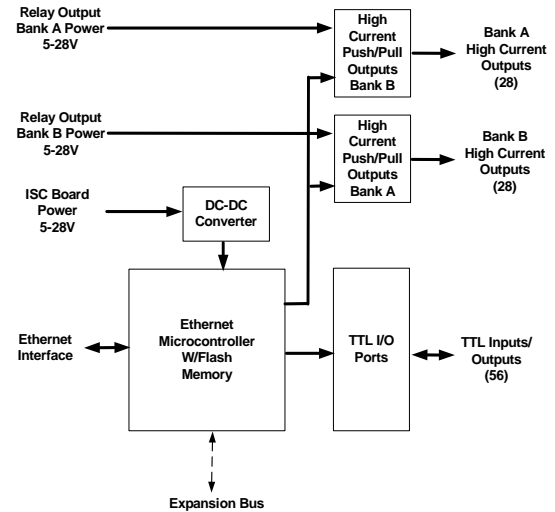 Relay Output
Bank A Power
5-28V
High
Current
Push/Pull
Outputs
Bank B
Bank A
High Current
Outputs
(28)
Relay Output
Bank B Power
5-28V
High
Current
Push/Pull
Outputs
Bank A
Bank B
High Current
Outputs
(28)
ISC Board
Power
5-28V
DC-DC
Converter
Ethernet
Interface
Ethernet
Microcontroller
W/Flash
Memory
TTL I/O
Ports
TTL Inputs/
Outputs
(56)
Expansion Bus